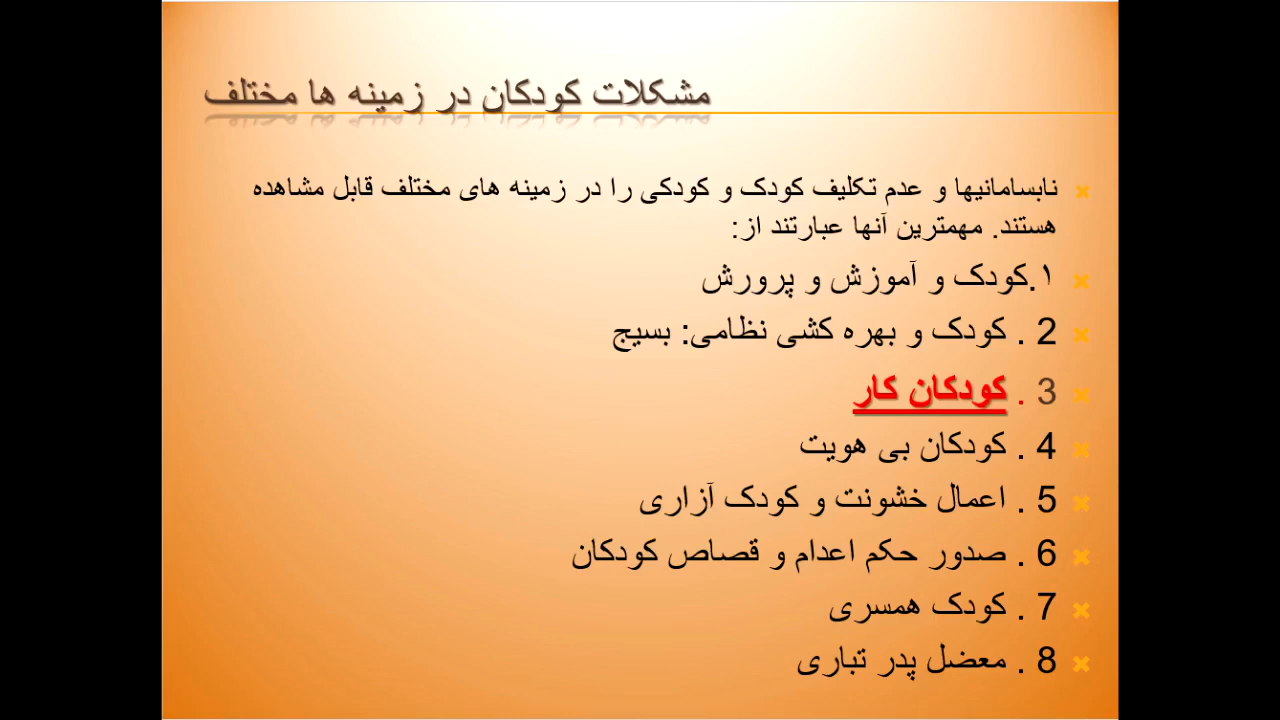 مشکلات کودکان در زمینه ها مختلف
نابسامانیها و عدم تکلیف کودک و کودکی را در زمینه های مختلف قابل مشاهده
هستند. مهمترین آنها عبارتند از:
۱.کودک و آموزش و پرورش
2 . کودک و بهره کشی نظامی: بسیج
3 . کودکان کار
4 . کودکان بی هویت
5 . اعمال خشونت و کودک آزاری
6 . صدور حکم اعدام و قصاص کودکان
7 . کودک همسری
8 . معضل پدر تباری